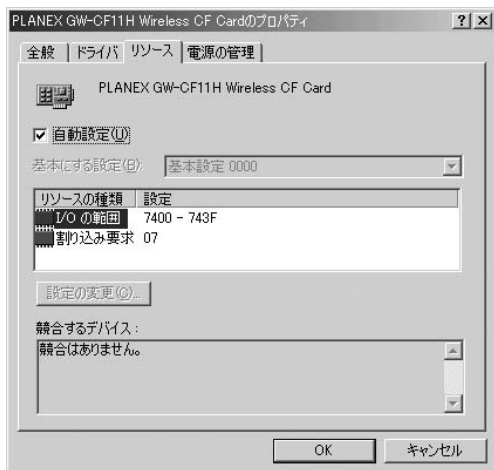 PLANEX GW-CF11H Wireless CF Cardのプロパティ
全般 ドライバ リソース 電源の管理
PLANEX GW-CF11H Wireless CF Card
自動設定(U)
基本にする設定(B): 基本設定 0000
リソースの種類 設定
I/O の範囲 7400 - 743F
割り込み要求 07
設定の変更(C)...
競合するデバイス:
競合はありません。
OK キャンセル